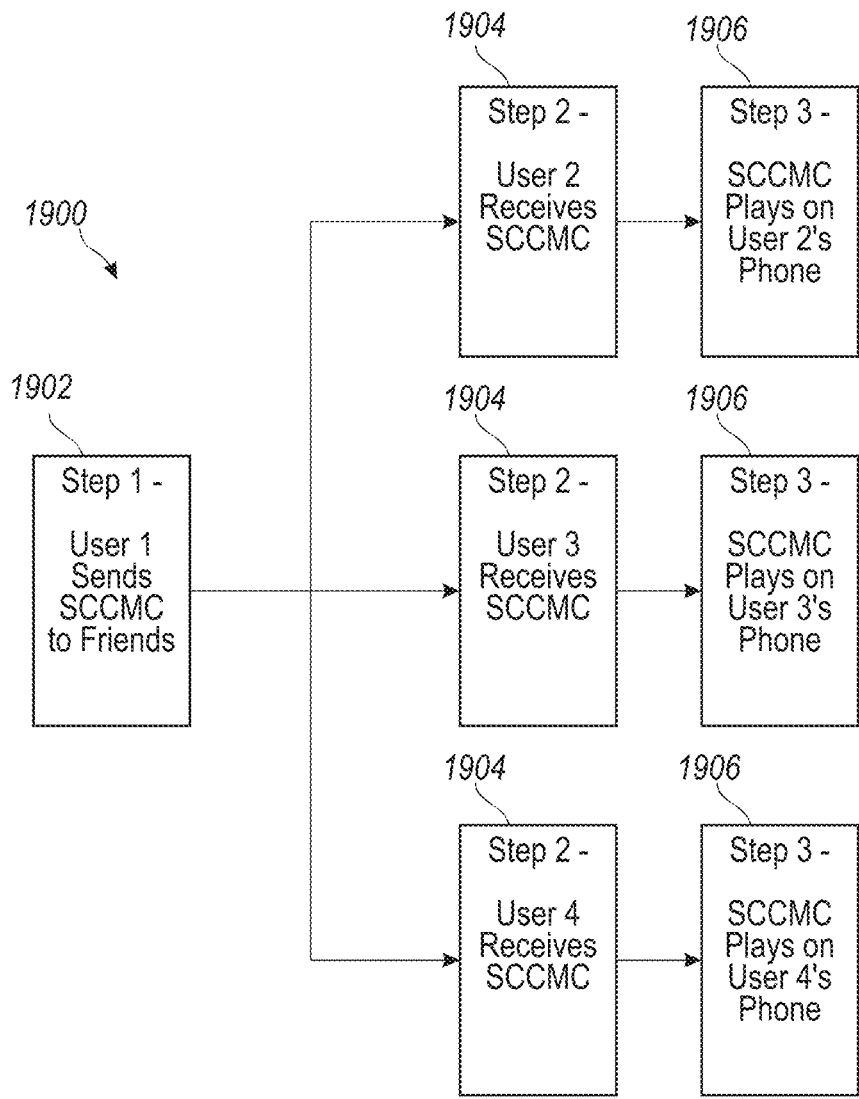 1904
Step 2 -
User 2
Receives
SCCMC
1906
Step 3 -
SCCMC
Plays on
User 2's
Phone
1900
1902
Step 1 -
User 1
Sends
SCCMC
to Friends
1904
Step 2 -
User 3
Receives
SCCMC
1906
Step 3 -
SCCMC
Plays on
User 3's
Phone
1904
Step 2 -
User 4
Receives
SCCMC
1906
Step 3 -
SCCMC
Plays on
User 4's
Phone